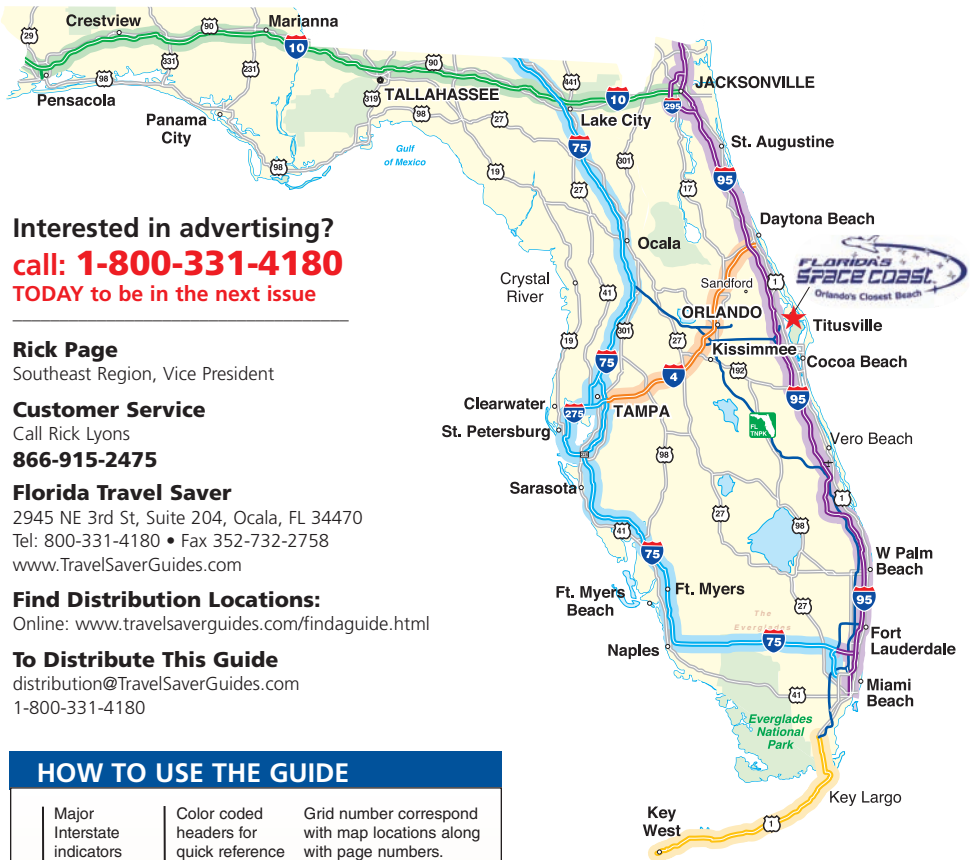 29
Crestview
90
Marianna
10
331
231
98
Pensacola
Panama
City
98
319
TALLAHASSEE
90
98
27
441
10
Lake City
295
JACKSONVILLE
St. Augustine
Gulf
of Mexico
19
75
301
27
17
95
Daytona Beach
Ocala
Crystal
River
41
Sandford
1
FLORIDA'S
SPACE COAST
Orlando's Closest Beach
ORLANDO
Titusville
301
27
19
75
Kissimmee
192
Cocoa Beach
4
95
Clearwater
275
TAMPA
St. Petersburg
FL
TNPK
Vero Beach
98
Sarasota
27
1
98
41
75
W Palm
Beach
Ft. Myers
Beach
Ft. Myers
27
95
The
Everglades
75
Fort
Lauderdale
Naples
41
Miami
Beach
Everglades
National
Park
Key Largo
Key
West
1
Interested in advertising?
call: 1-800-331-4180
TODAY to be in the next issue
Rick Page
Southeast Region, Vice President
Customer Service
Call Rick Lyons
866-915-2475
Florida Travel Saver
2945 NE 3rd St, Suite 204, Ocala, FL 34470
Tel: 800-331-4180 • Fax 352-732-2758
www.TravelSaverGuides.com
Find Distribution Locations:
Online: www.travelsaverguides.com/findaguide.html
To Distribute This Guide
distribution@TravelSaverGuides.com
1-800-331-4180
HOW TO USE THE GUIDE
Major
Interstate
indicators
Color coded
headers for
quick reference
Grid number correspond
with map locations along
with page numbers.